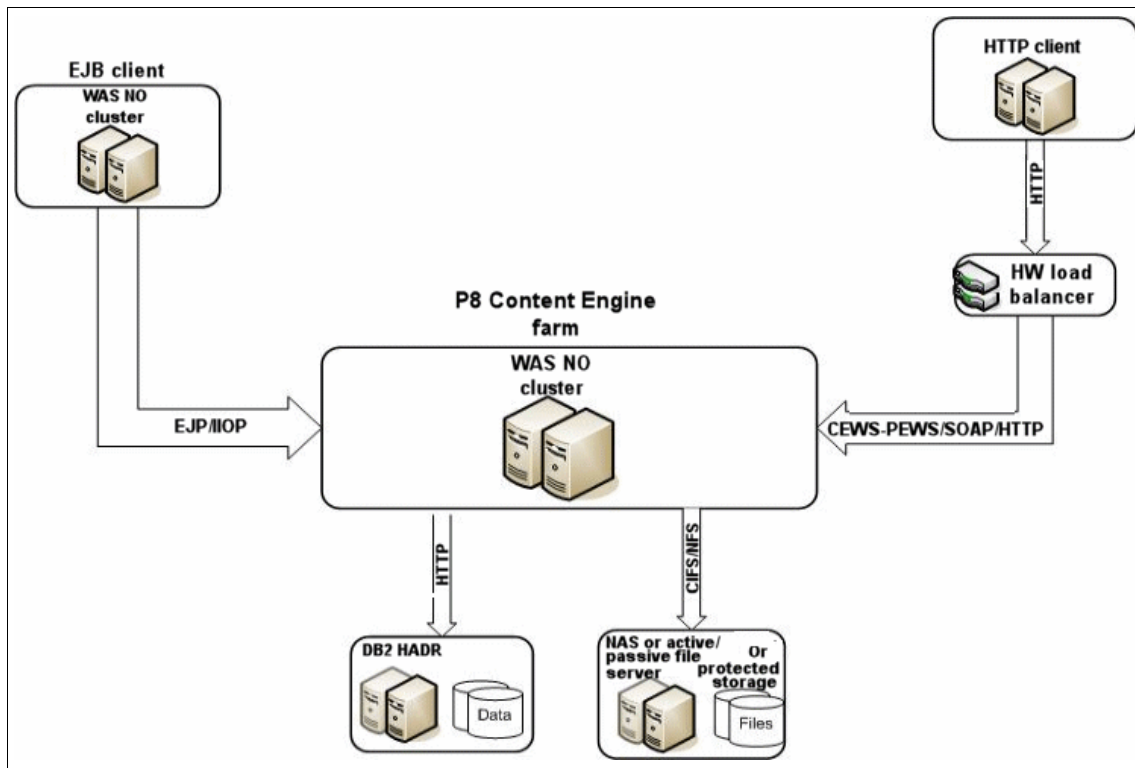 EJB client
WAS NO
cluster
HTTP client
HTTP
HW load
balancer
P8 Content Engine
farm
WAS NO
cluster
EJP/IIOP
CEWS-PEWS/SOAP/HTTP
HTTP
CIFS/NFS
DB2 HADR
Data
NAS or active/
passive file
server
Or
protected
storage
Files